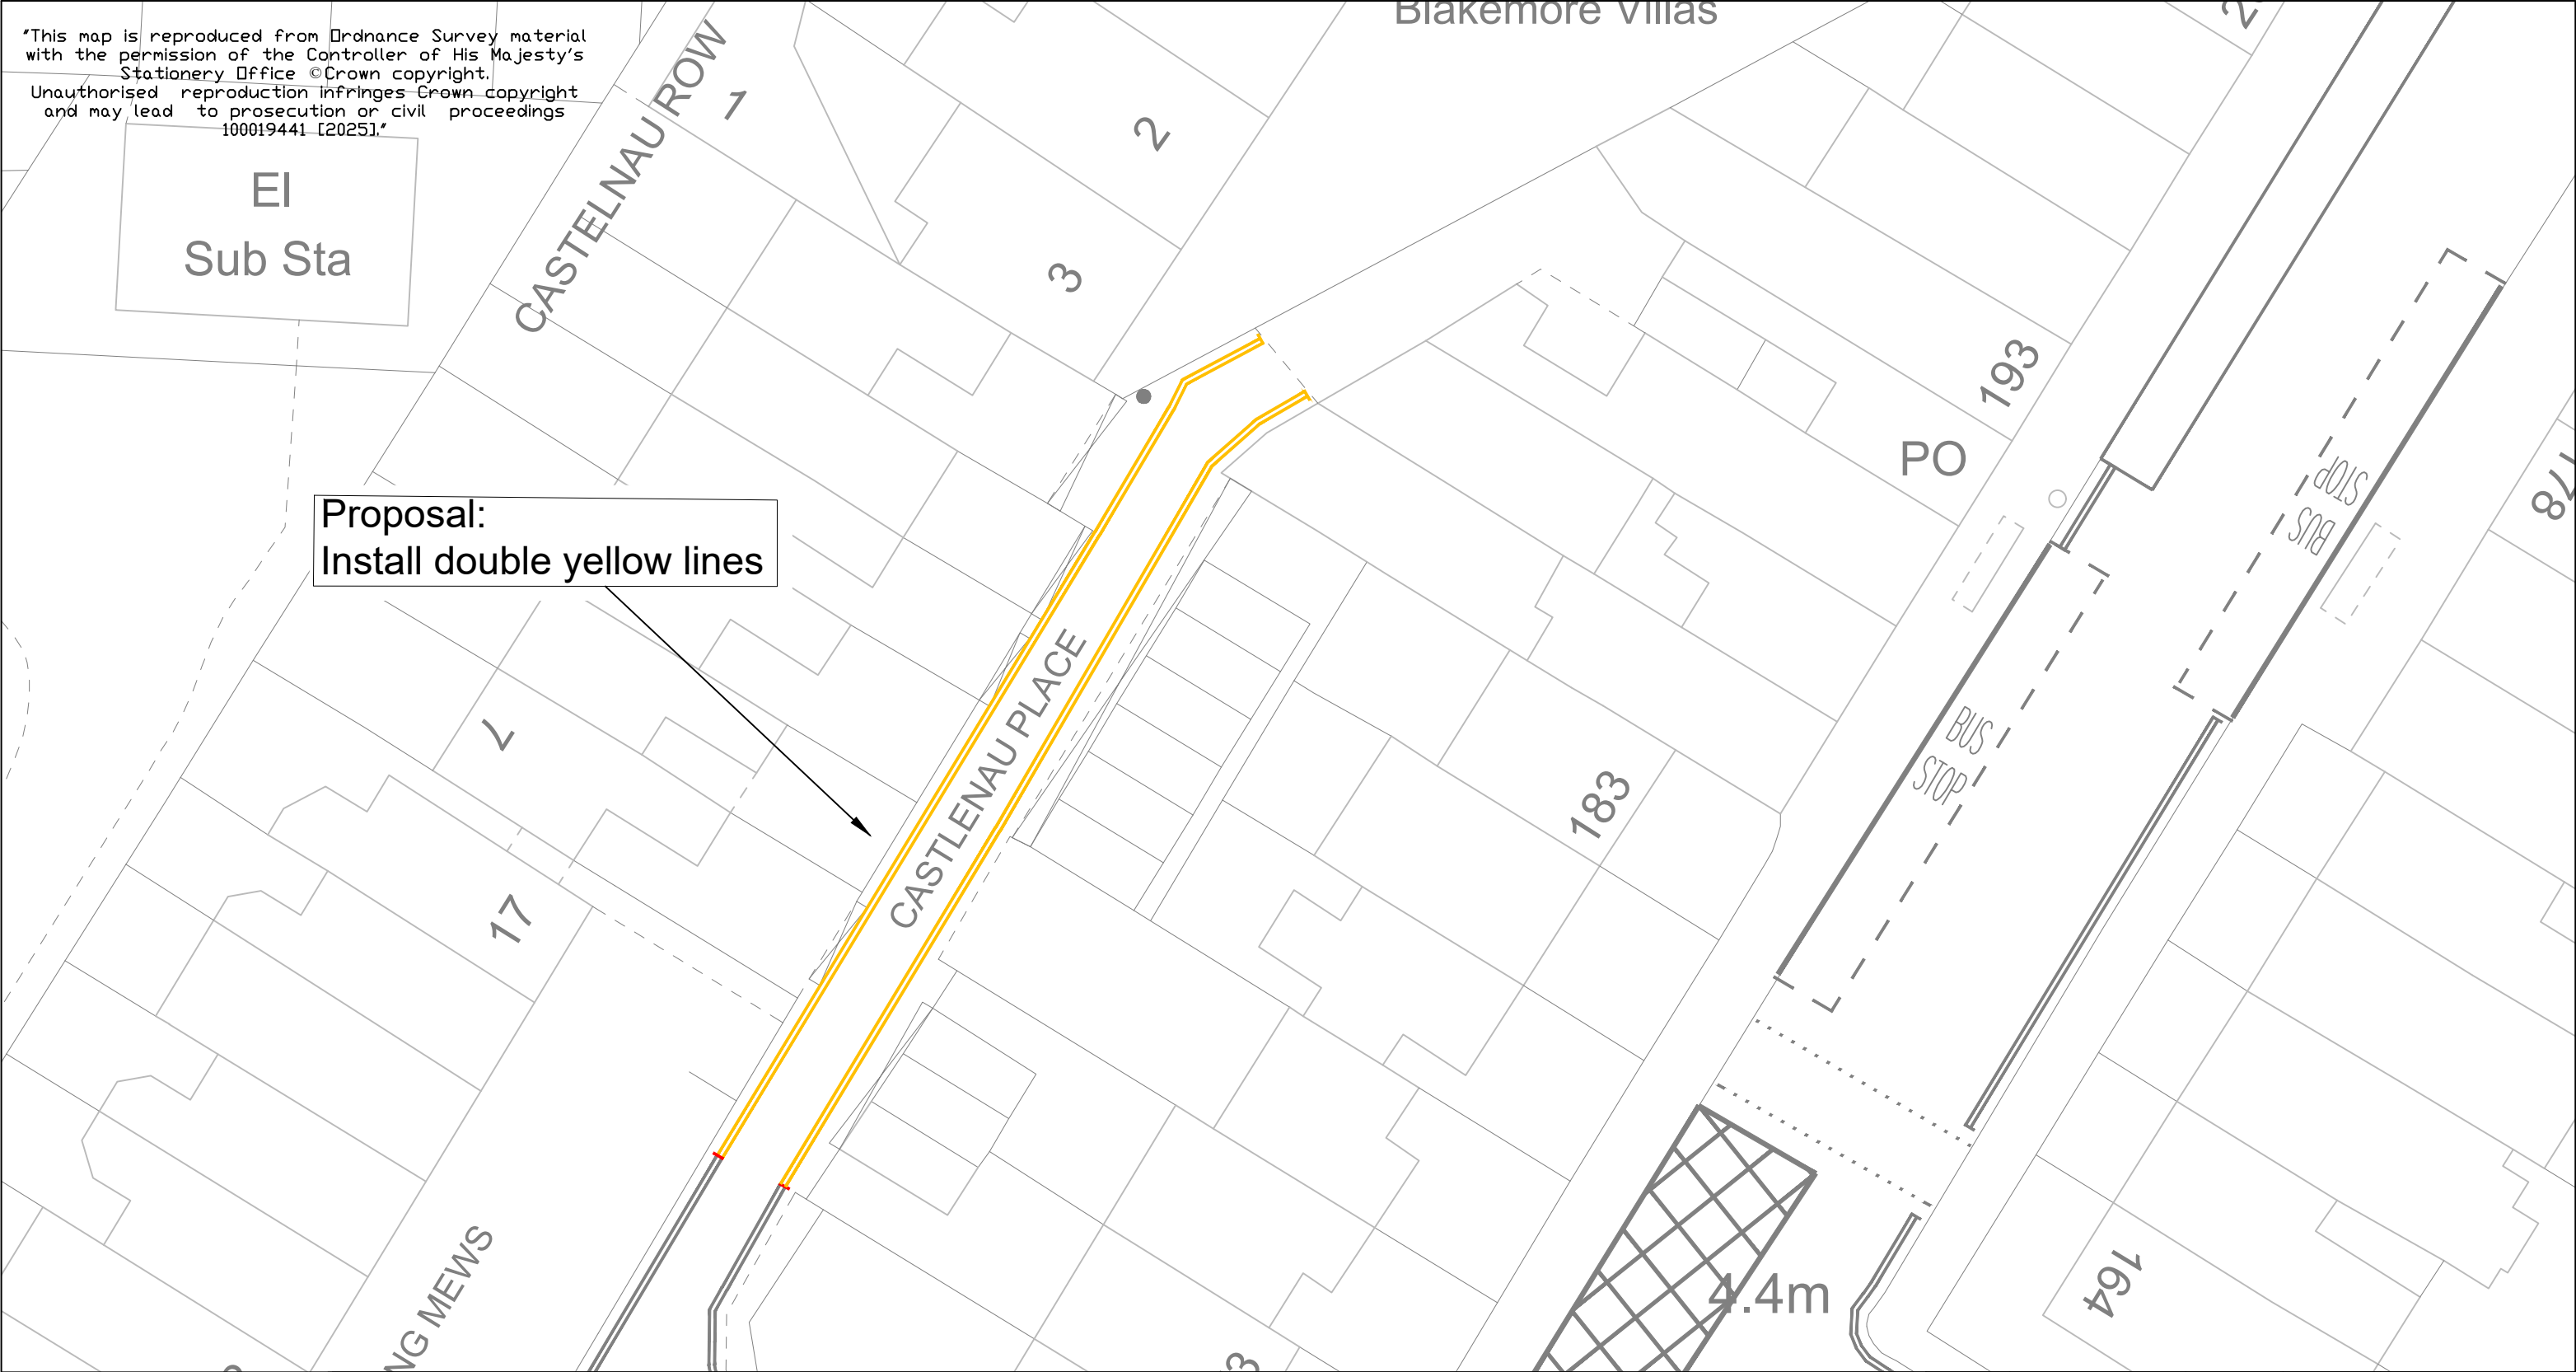 "This map is reproduced from Ordnance Survey material
with the permission of the Controller of His Majesty's
Stationery Office ©Crown copyright.
Unauthorised reproduction infringes Crown copyright
and may lead to prosecution or civil proceedings
100019441 [2025]."
Blakemore Villas
El
Sub Sta
CASTELNAU ROW
1
2
3
193
PO
BUS
STOP
Proposal:
Install double yellow lines
CASTLENAU PLACE
7
17
183
BUS
STOP
164
4.4m
MEWS